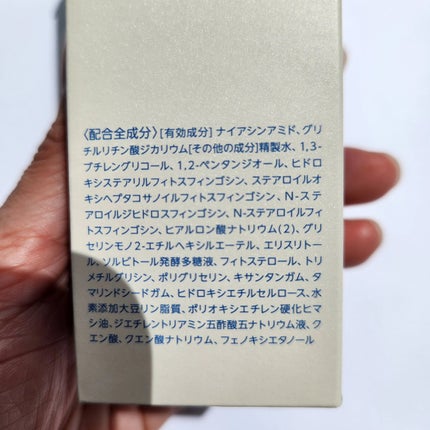 〈配合全成分〉[有効成分] ナイアシンアミド、グリ
チルリチン酸ジカリウム[その他の成分]精製水、1,3-
ブチレングリコール、1,2-ペンタンジオール、ヒドロ
キシステアリルフィトスフィンゴシン、ステアロイルオ
キシヘプタコサノイルフィトスフィンゴシン、N-ステ
アロイルジヒドロスフィンゴシン、N-ステアロイルフィ
トスフィンゴシン、ヒアルロン酸ナトリウム(2)、グリ
セリンモノ2-エチルヘキシルエーテル、エリスリトー
ル、ソルビトール発酵多糖液、フィトステロール、トリ
メチルグリシン、ポリグリセリン、キサンタンガム、タ
マリンドシードガム、ヒドロキシエチルセルロース、水
素添加大豆リン脂質、ポリオキシエチレン硬化ヒマ
シ油、ジエチレントリアミン五酢酸五ナトリウム液、ク
エン酸、クエン酸ナトリウム、フェノキシエタノール